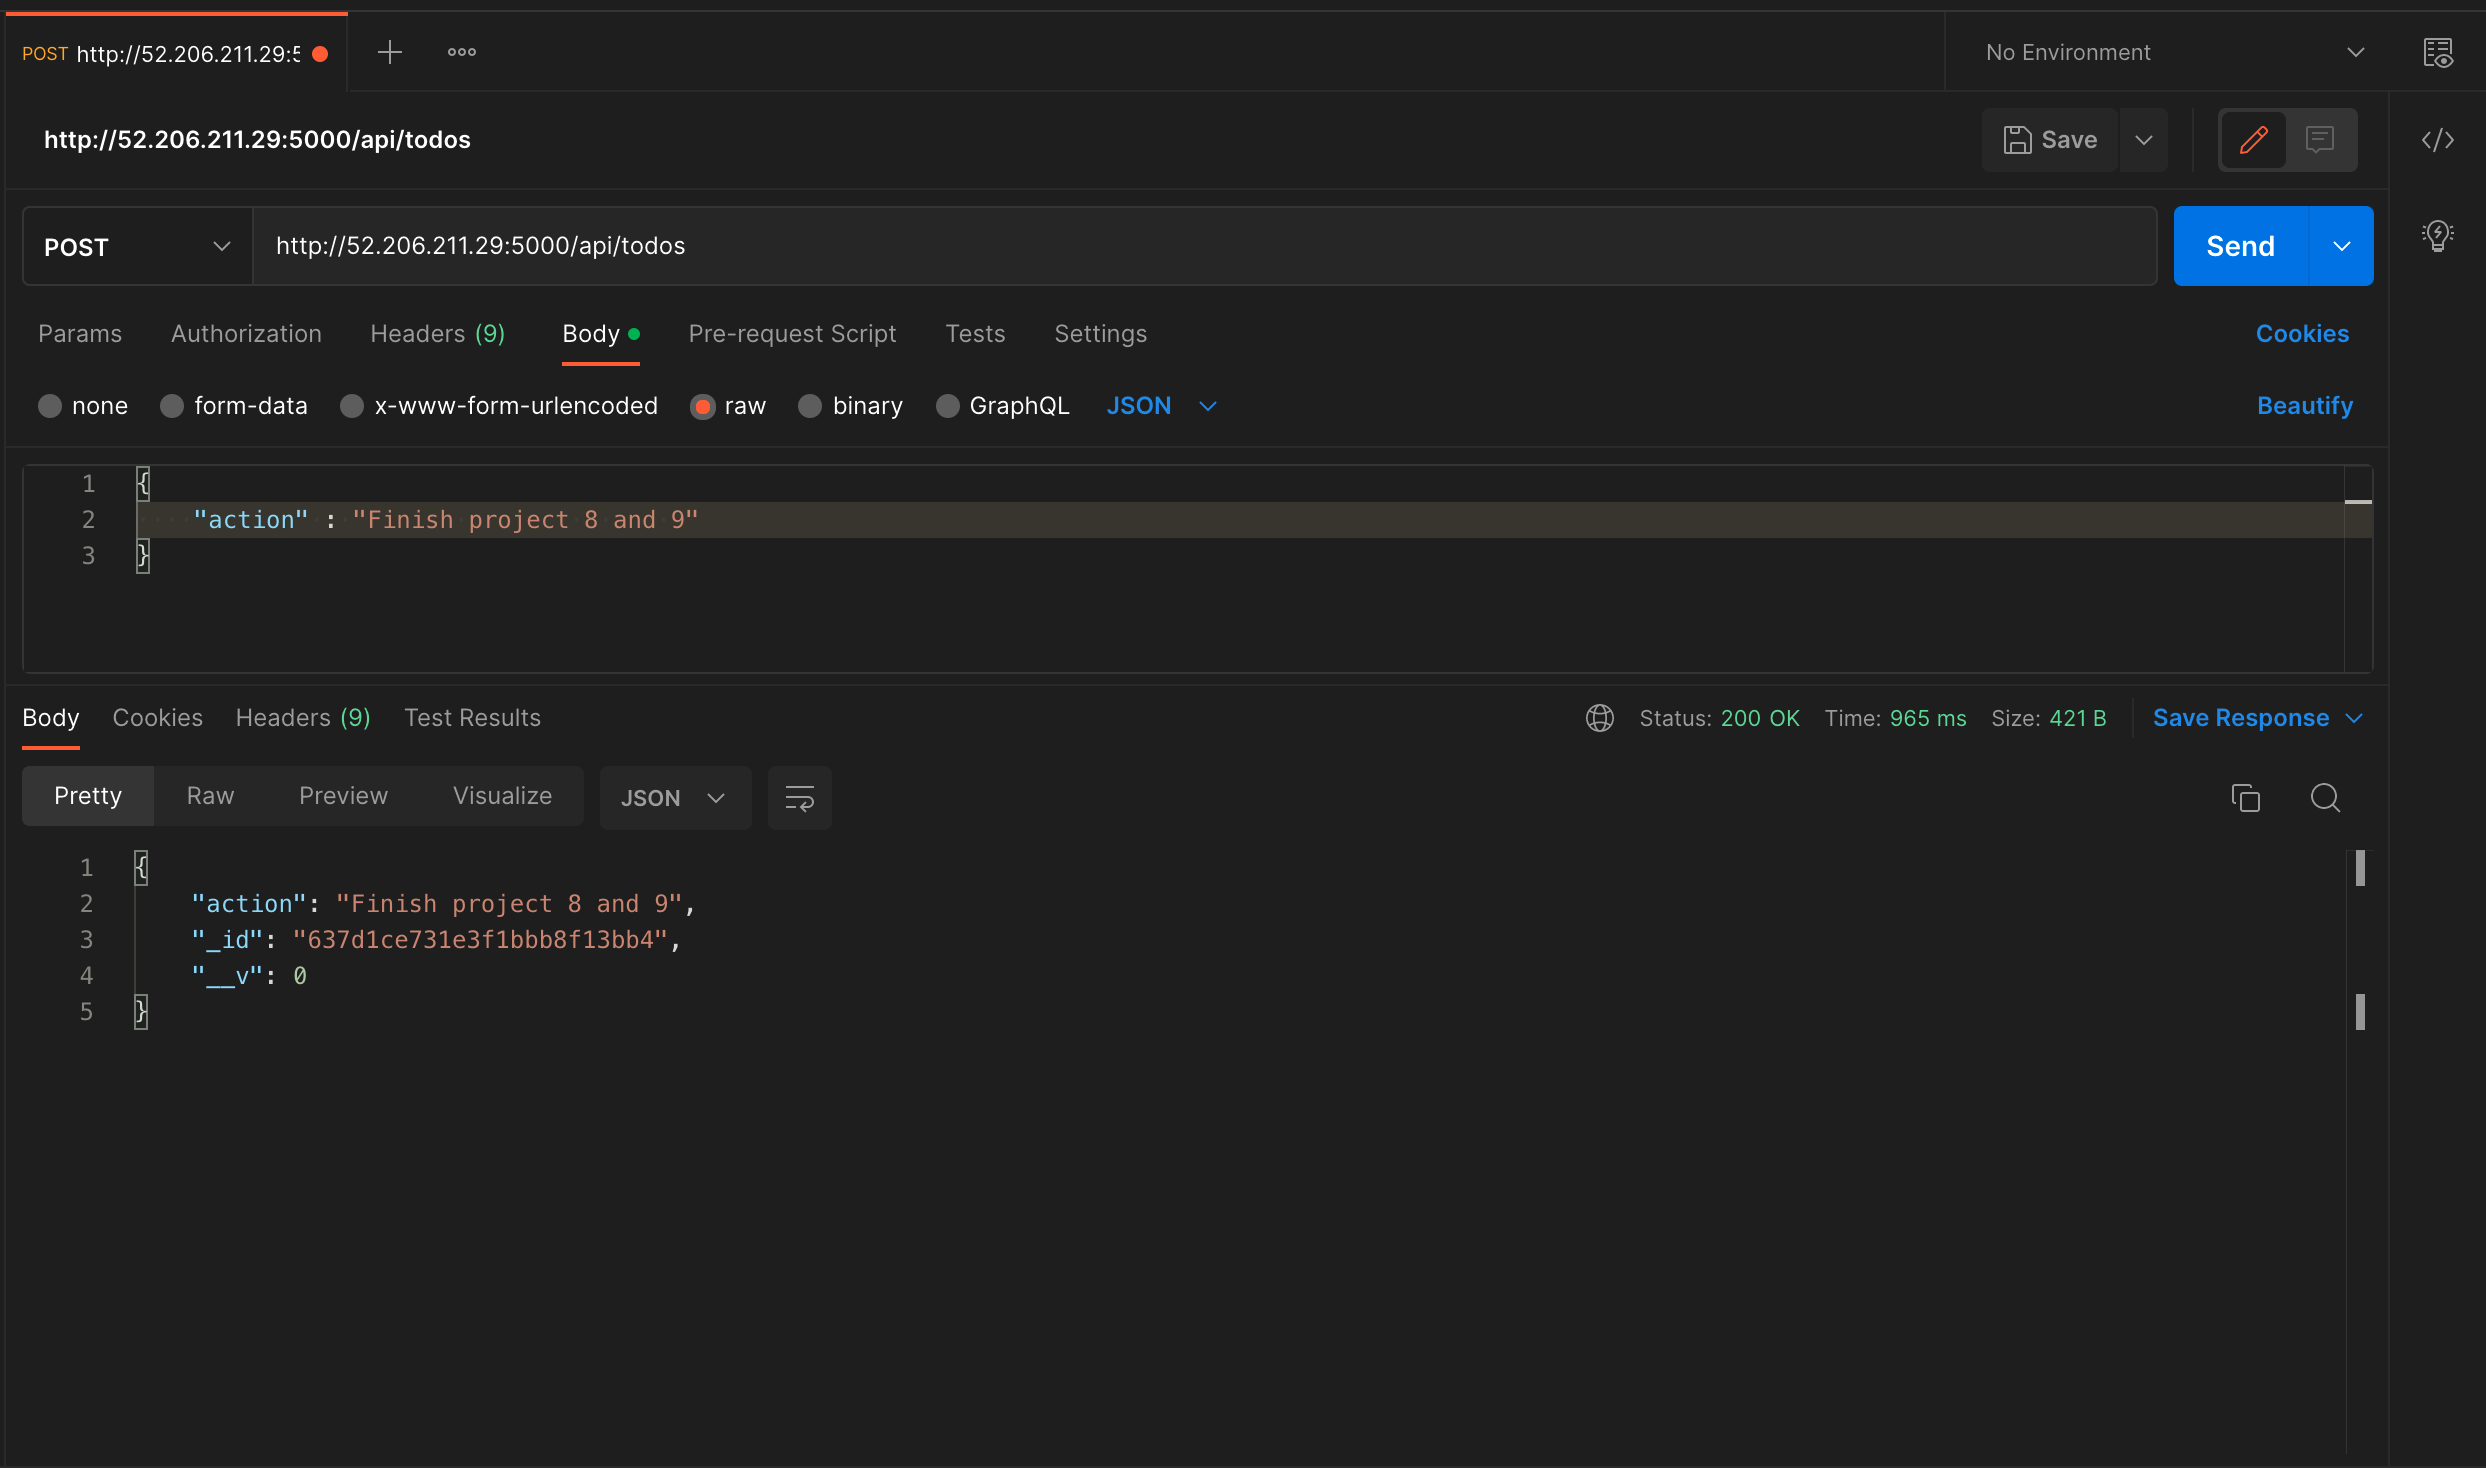 POST http://52.206.211.29:5
No Environment
http://52.206.211.29:5000/api/todos
Save
POST http://52.206.211.29:5000/api/todos Send
Params Authorization Headers (9) Body Pre-request Script Tests Settings Cookies
none form-data x-www-form-urlencoded raw binary GraphQL JSON Beautify
1 {
2 "action" : "Finish project 8 and 9"
3 }
Body Cookies Headers (9) Test Results Status: 200 OK Time: 965 ms Size: 421 B Save Response
Pretty Raw Preview Visualize JSON
1 {
2 "action": "Finish project 8 and 9",
3 "_id": "637d1ce731e3f1bbb8f13bb4",
4 "__v": 0
5 }